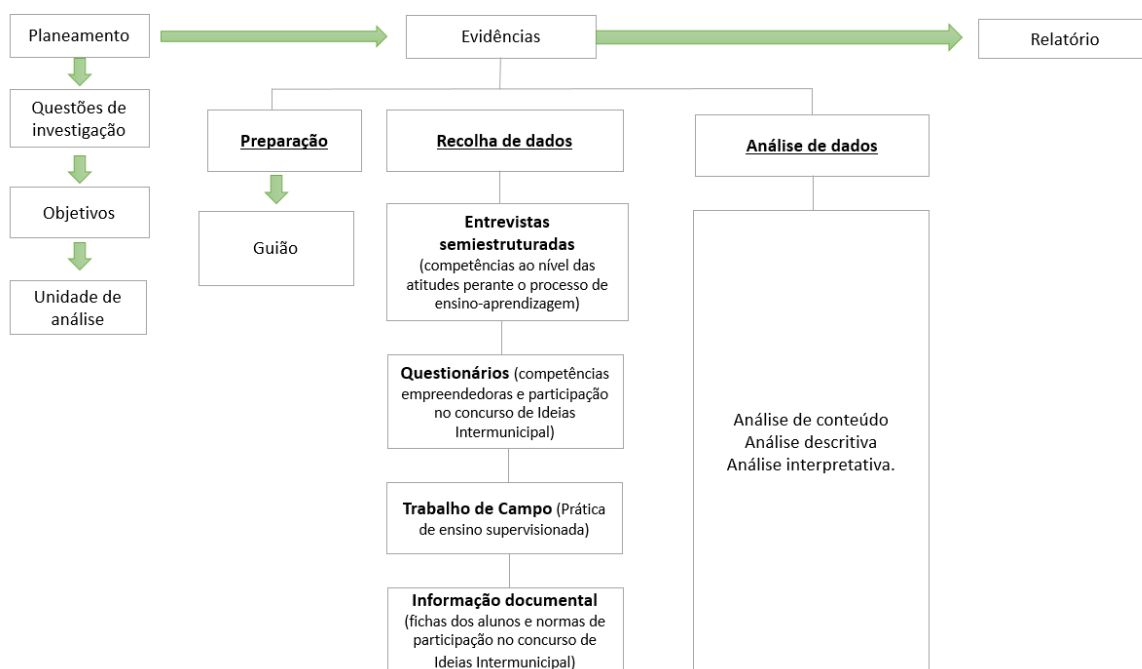 Planeamento
Evidências
Relatório
Questões de
investigação
Objetivos
Unidade de
análise
Preparação
Guião
Recolha de dados
Entrevistas
semiestruturadas
(competências ao nível das
atitudes perante o processo de
ensino-aprendizagem)
Questionários (competências
empreendedoras e participação
no concurso de Ideias
Intermunicipal)
Trabalho de Campo (Prática
de ensino supervisionada)
Informação documental
(fichas dos alunos e normas de
participação no concurso de
Ideias Intermunicipal)
Análise de dados
Análise de conteúdo
Análise descritiva
Análise interpretativa.